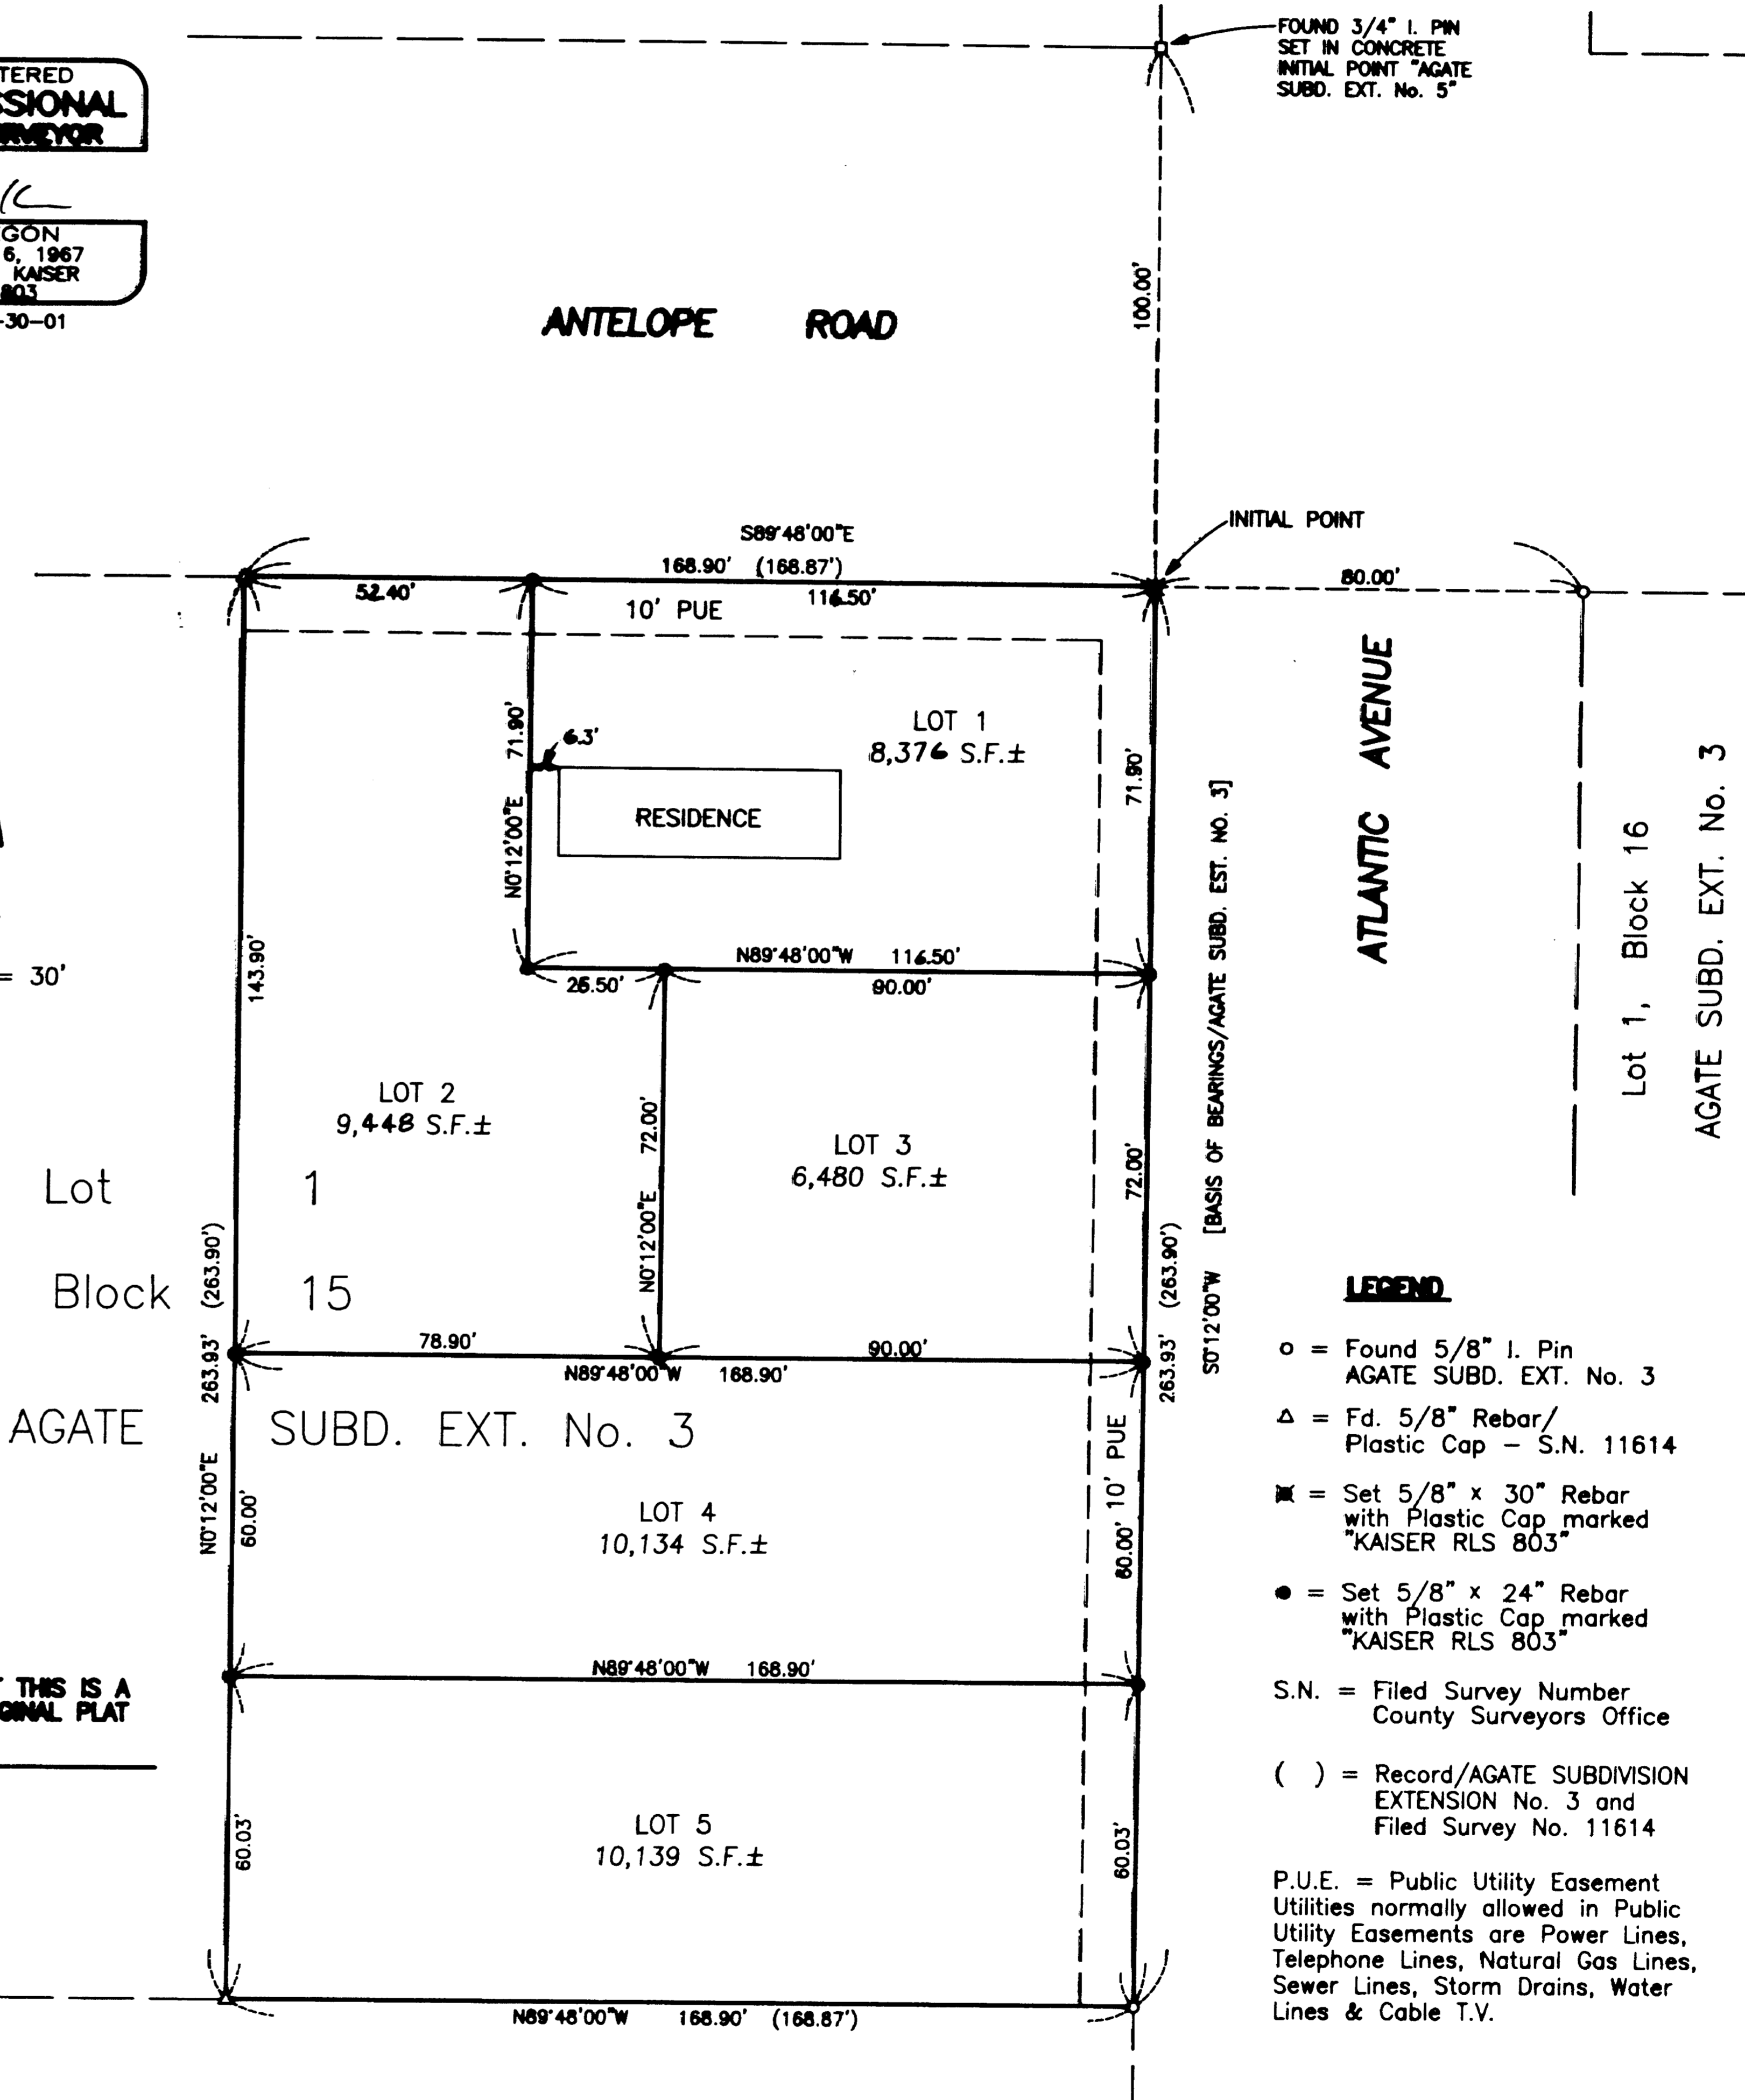 FOUND 3/4" I. PIN
SET IN CONCRETE
INITIAL POINT "AGATE
SUBD. EXT. No. 5"
TERED
SSIONAL
RVEYOR
GON
6, 1967
KAISER
803
-30-01
100.00'
ANTELOPE ROAD
INITIAL POINT
S89°48'00"E
168.90' (168.87')
52.40'
116.50'
80.00'
10' PUE
71.90'
N0°12'00"E
6.3'
LOT 1
8,376 S.F.±
RESIDENCE
71.90'
ATLANTIC AVENUE
S0°12'00"W [BASIS OF BEARINGS/AGATE SUBD. EST. NO. 3]
Lot 1, Block 16
AGATE SUBD. EXT. No. 3
= 30'
143.90'
N89°48'00"W 116.50'
26.50'
90.00'
LOT 2
9,448 S.F.±
N0°12'00"E 72.00'
LOT 3
6,480 S.F.±
72.00'
Lot 1
Block 15
263.93' (263.90')
263.93' (263.90')
78.90'
90.00'
N89°48'00"W 168.90'
AGATE SUBD. EXT. No. 3
N0°12'00"E
60.00'
LOT 4
10,134 S.F.±
10' PUE
60.00'
N89°48'00"W 168.90'
T THIS IS A
GINAL PLAT
60.03'
LOT 5
10,139 S.F.±
60.03'
N89°48'00"W 168.90' (168.87')
LEGEND
○ = Found 5/8" I. Pin
AGATE SUBD. EXT. No. 3
△ = Fd. 5/8" Rebar/
Plastic Cap – S.N. 11614
= Set 5/8" x 30" Rebar
with Plastic Cap marked
"KAISER RLS 803"
● = Set 5/8" x 24" Rebar
with Plastic Cap marked
"KAISER RLS 803"
S.N. = Filed Survey Number
County Surveyors Office
( ) = Record/AGATE SUBDIVISION
EXTENSION No. 3 and
Filed Survey No. 11614
P.U.E. = Public Utility Easement
Utilities normally allowed in Public
Utility Easements are Power Lines,
Telephone Lines, Natural Gas Lines,
Sewer Lines, Storm Drains, Water
Lines & Cable T.V.